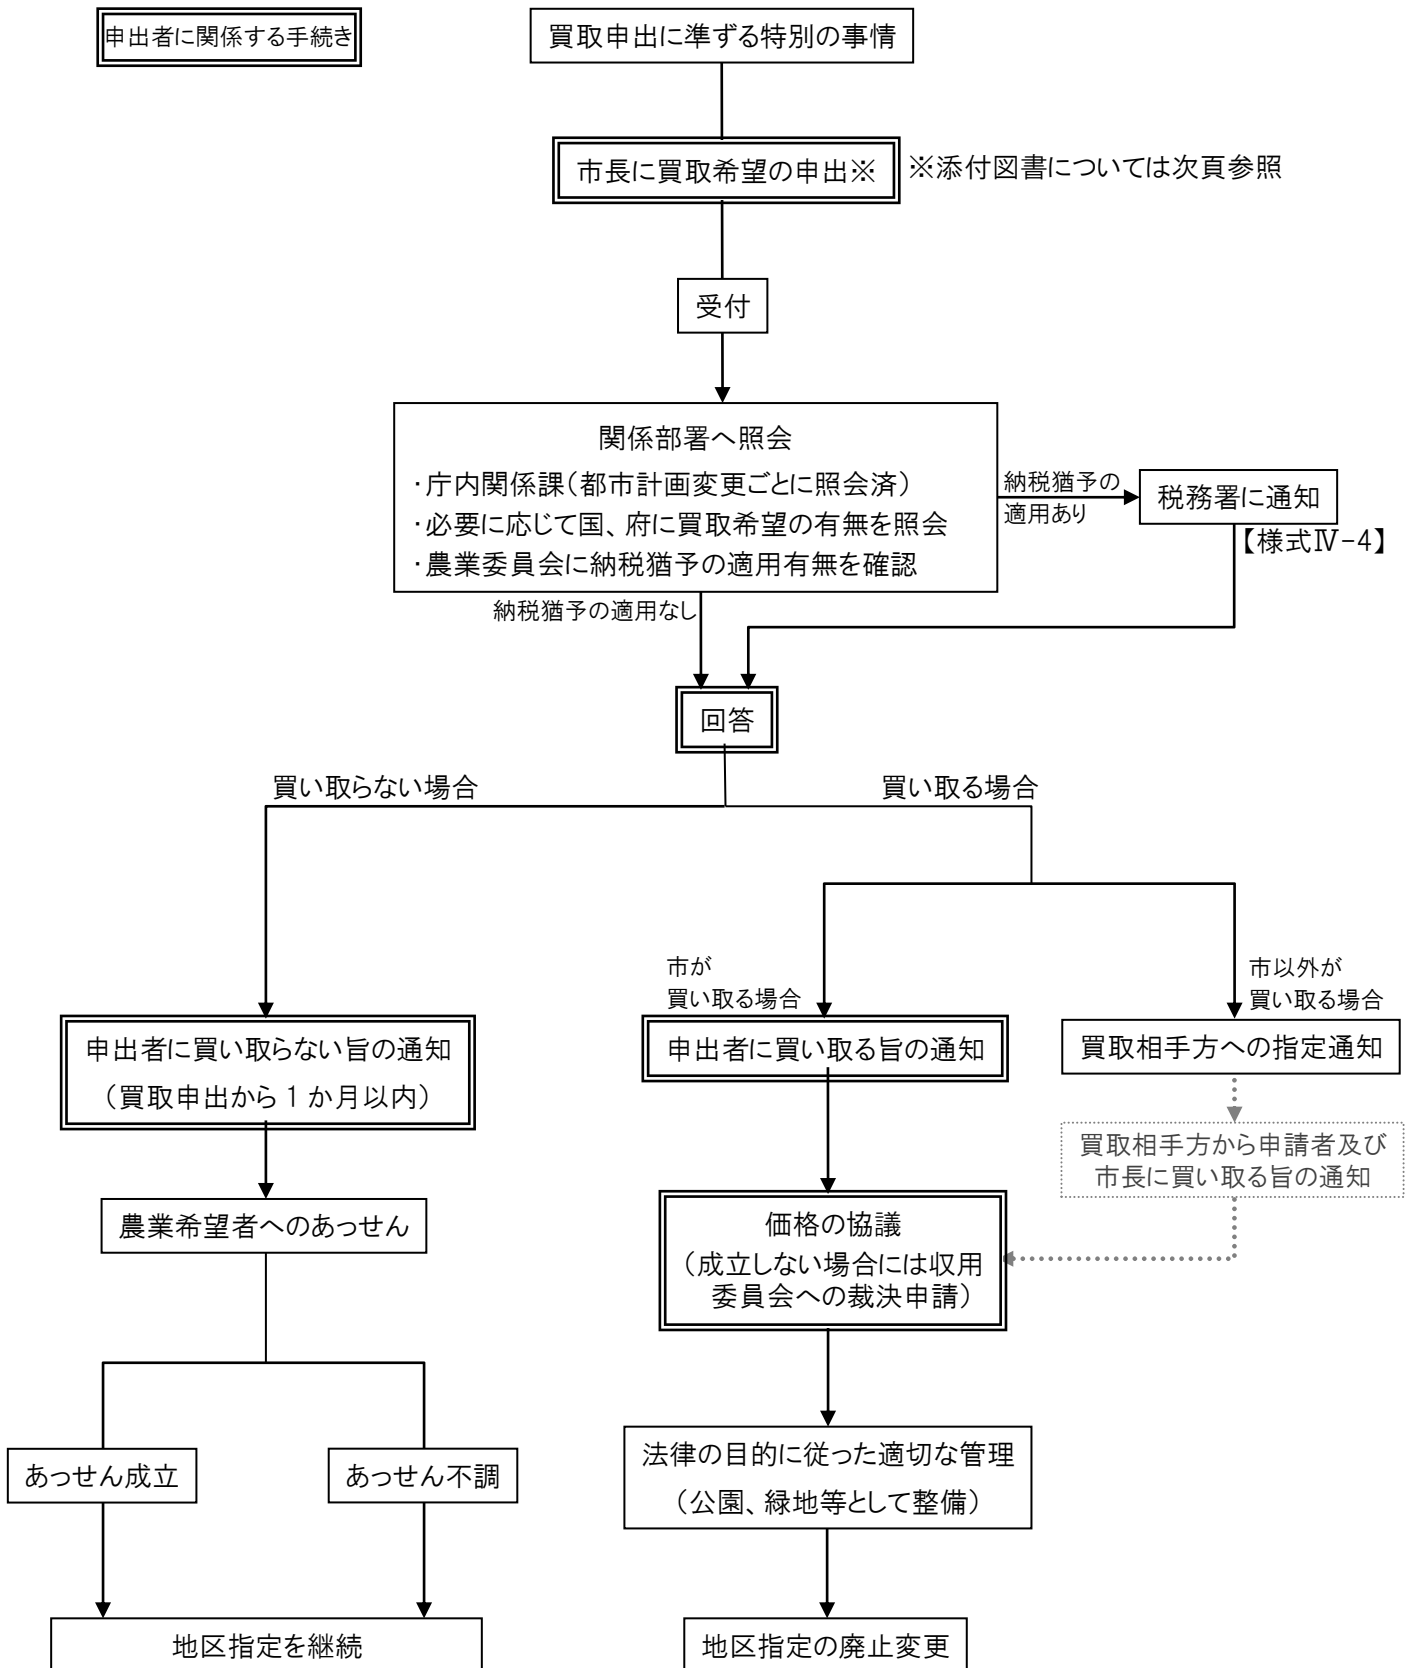 申出者に関係する手続き
買取申出に準ずる特別の事情
市長に買取希望の申出※
※添付図書については次頁参照
受付
関係部署へ照会
・庁内関係課（都市計画変更ごとに照会済）
・必要に応じて国、府に買取希望の有無を照会
・農業委員会に納税猶予の適用有無を確認
納税猶予の
適用あり
税務署に通知
【様式Ⅳ-4】
納税猶予の適用なし
回答
買い取らない場合
買い取る場合
市が
買い取る場合
市以外が
買い取る場合
申出者に買い取らない旨の通知
（買取申出から１か月以内）
申出者に買い取る旨の通知
買取相手方への指定通知
買取相手方から申請者及び
市長に買い取る旨の通知
農業希望者へのあっせん
価格の協議
（成立しない場合には収用
委員会への裁決申請）
あっせん成立
あっせん不調
法律の目的に従った適切な管理
（公園、緑地等として整備）
地区指定を継続
地区指定の廃止変更